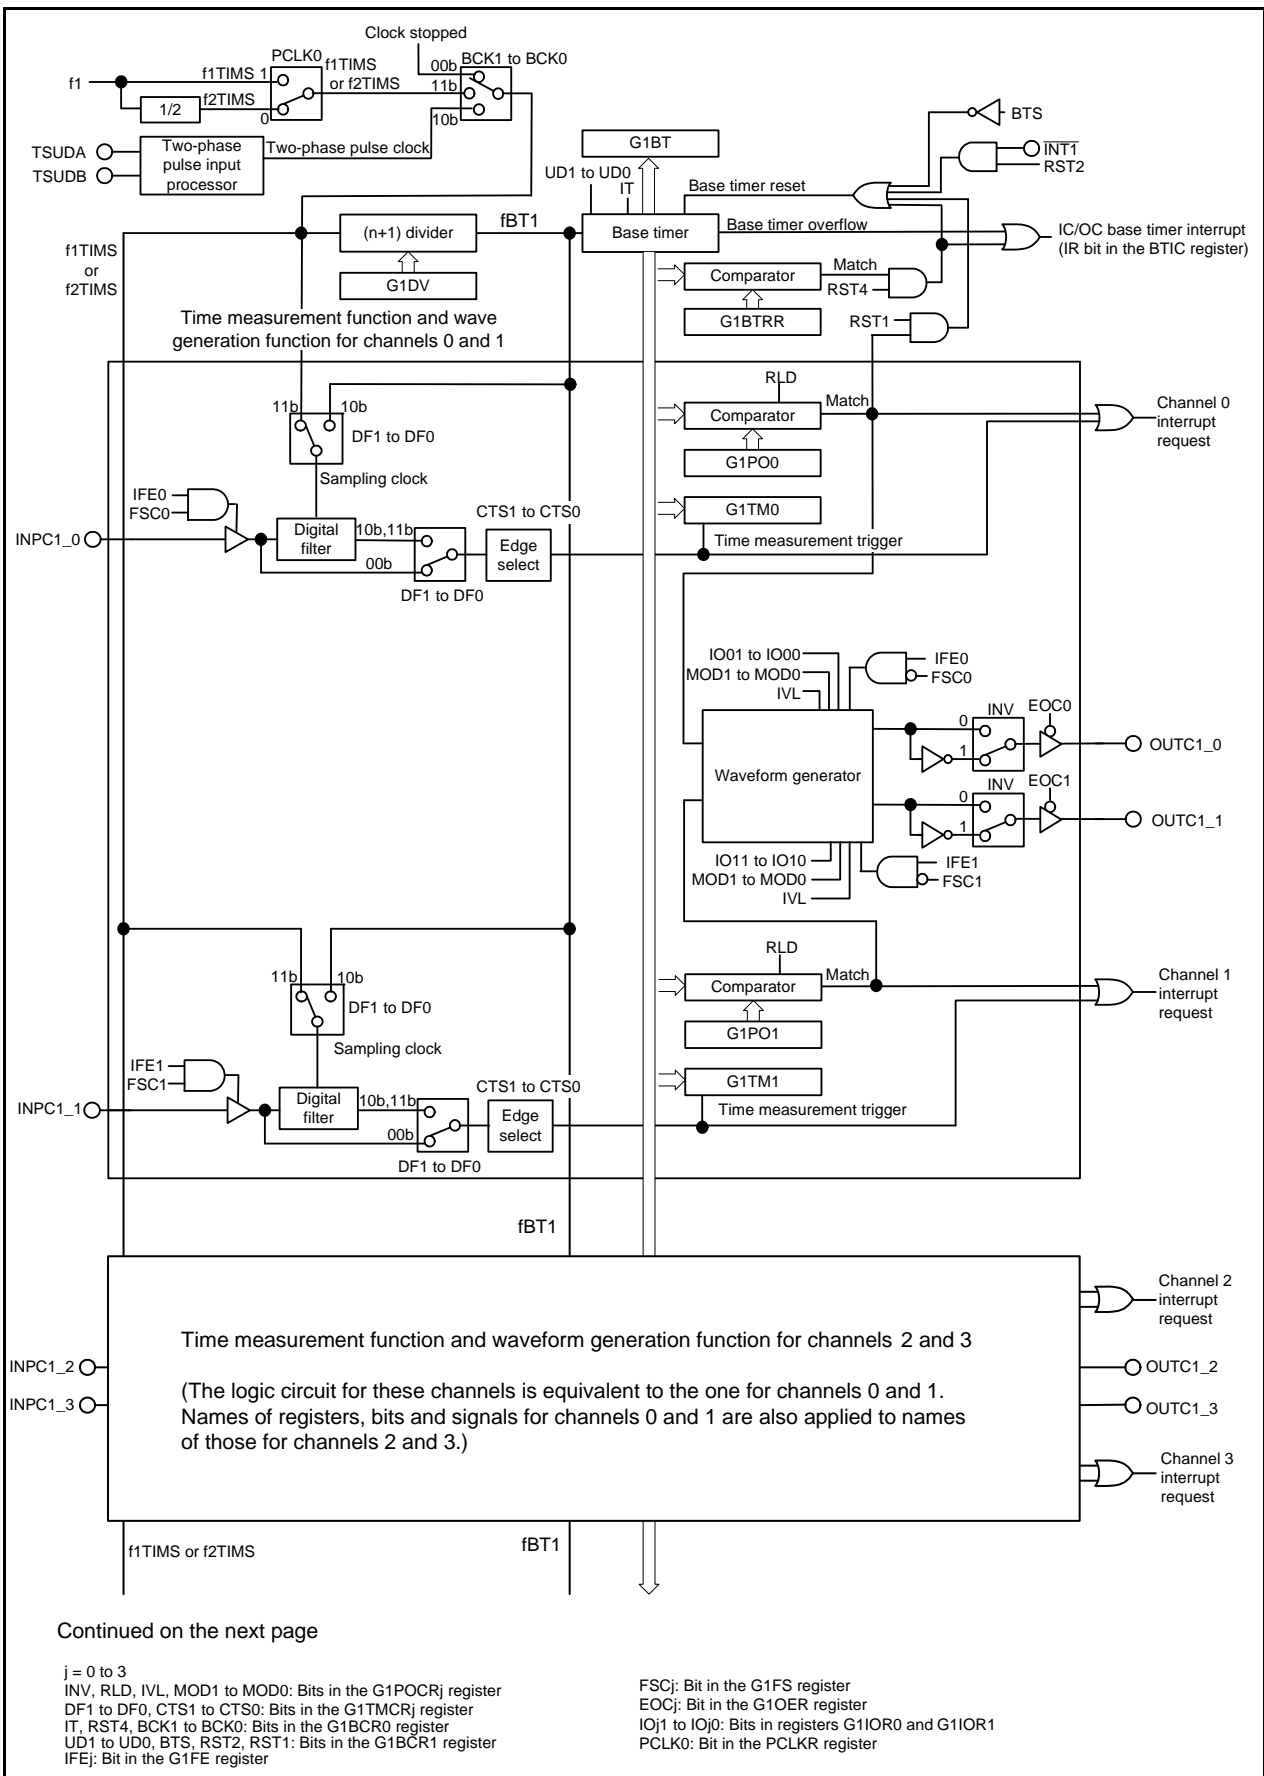 Clock stopped
PCLK0
f1TIMS
or f2TIMS
BCK1 to BCK0
00b
11b
10b
f1
f1TIMS 1
f2TIMS
0
1/2
TSUDA
TSUDB
Two-phase
pulse input
processor
Two-phase pulse clock
G1BT
BTS
INT1
RST2
UD1 to UD0
IT
Base timer reset
f1TIMS
or
f2TIMS
(n+1) divider
fBT1
Base timer
Base timer overflow
IC/OC base timer interrupt
(IR bit in the BTIC register)
G1DV
Comparator
Match
RST4
G1BTRR
RST1
Time measurement function and wave
generation function for channels 0 and 1
11b
10b
DF1 to DF0
Sampling clock
RLD
Comparator
Match
G1PO0
Channel 0
interrupt
request
IFE0
FSC0
INPC1_0
Digital
filter
10b,11b
00b
DF1 to DF0
CTS1 to CTS0
Edge
select
G1TM0
Time measurement trigger
IO01 to IO00
MOD1 to MOD0
IVL
IFE0
FSC0
Waveform generator
0
1
INV
EOC0
OUTC1_0
0
1
INV
EOC1
OUTC1_1
IO11 to IO10
MOD1 to MOD0
IVL
IFE1
FSC1
11b
10b
DF1 to DF0
Sampling clock
RLD
Comparator
Match
G1PO1
Channel 1
interrupt
request
IFE1
FSC1
INPC1_1
Digital
filter
10b,11b
00b
DF1 to DF0
CTS1 to CTS0
Edge
select
G1TM1
Time measurement trigger
fBT1
Time measurement function and waveform generation function for channels 2 and 3
(The logic circuit for these channels is equivalent to the one for channels 0 and 1.
Names of registers, bits and signals for channels 0 and 1 are also applied to names
of those for channels 2 and 3.)
INPC1_2
INPC1_3
Channel 2
interrupt
request
OUTC1_2
OUTC1_3
Channel 3
interrupt
request
f1TIMS or f2TIMS
fBT1
Continued on the next page
j = 0 to 3
INV, RLD, IVL, MOD1 to MOD0: Bits in the G1POCRj register
DF1 to DF0, CTS1 to CTS0: Bits in the G1TMCRj register
IT, RST4, BCK1 to BCK0: Bits in the G1BCR0 register
UD1 to UD0, BTS, RST2, RST1: Bits in the G1BCR1 register
IFEj: Bit in the G1FE register
FSCj: Bit in the G1FS register
EOCj: Bit in the G1OER register
IOj1 to IOj0: Bits in registers G1IOR0 and G1IOR1
PCLK0: Bit in the PCLKR register